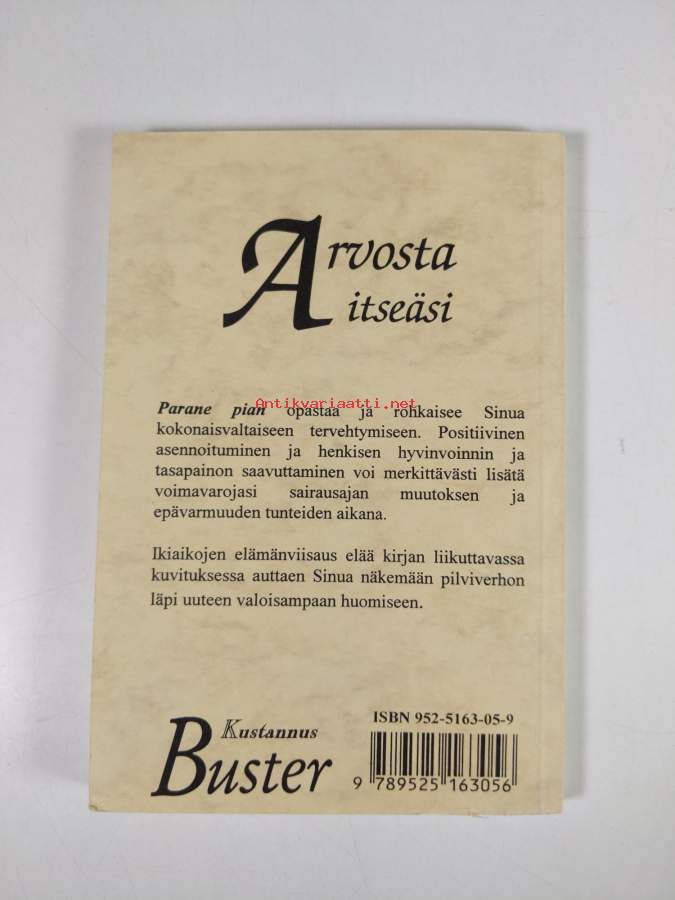 Arvosta
itseäsi
Antikvariaatti.net
Parane pian opastaa ja rohkaisee Sinua
kokonaisvaltaiseen tervehtymiseen. Positiivinen
asennoituminen ja henkisen hyvinvoinnin ja
tasapainon saavuttaminen voi merkittävästi lisätä
voimavarojasi sairausajan muutoksen ja
epävarmuuden tunteiden aikana.
Ikiaikojen elämänviisaus elää kirjan liikuttavassa
kuvituksessa auttaen Sinua näkemään pilviverhon
läpi uuteen valoisampaan huomiseen.
Kustannus
Buster
ISBN 952-5163-05-9
9 789525 163056